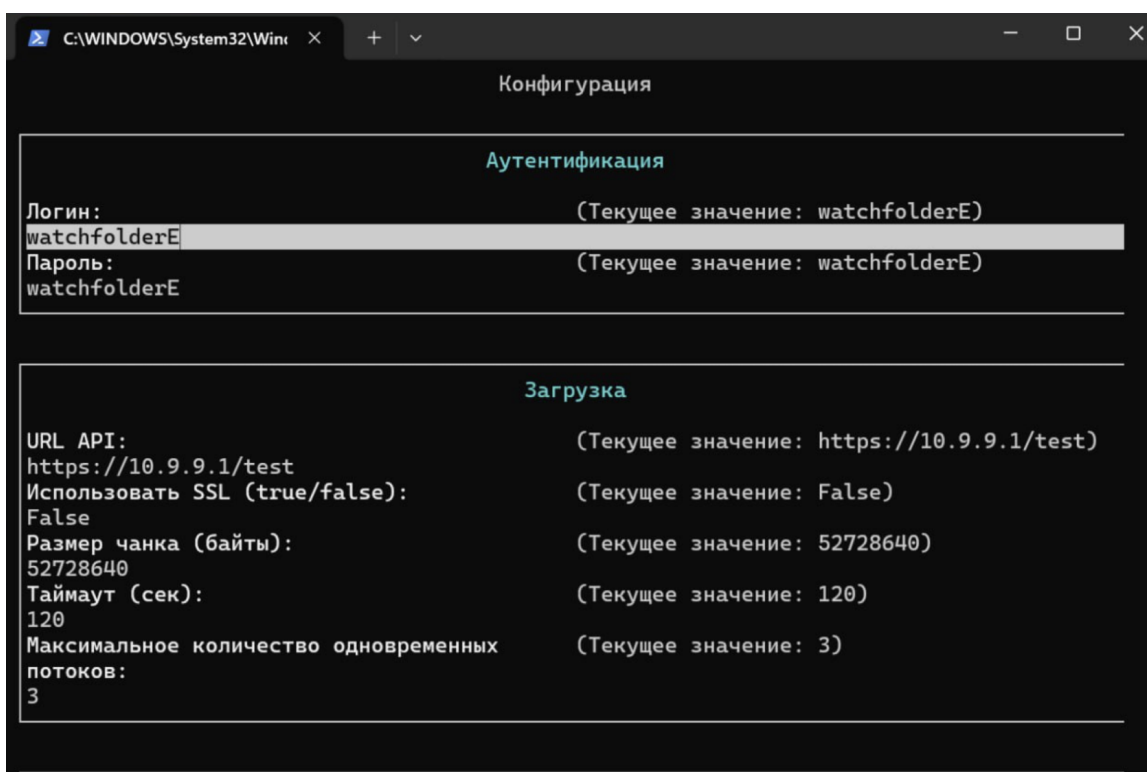 C:\WINDOWS\System32\Wind
Конфигурация
Аутентификация
Логин: (Текущее значение: watchfolderE)
watchfolderE
Пароль: (Текущее значение: watchfolderE)
watchfolderE
Загрузка
URL API: (Текущее значение: https://10.9.9.1/test)
https://10.9.9.1/test
Использовать SSL (true/false): (Текущее значение: False)
False
Размер чанка (байты): (Текущее значение: 52728640)
52728640
Таймаут (сек): (Текущее значение: 120)
120
Максимальное количество одновременных (Текущее значение: 3)
потоков:
3